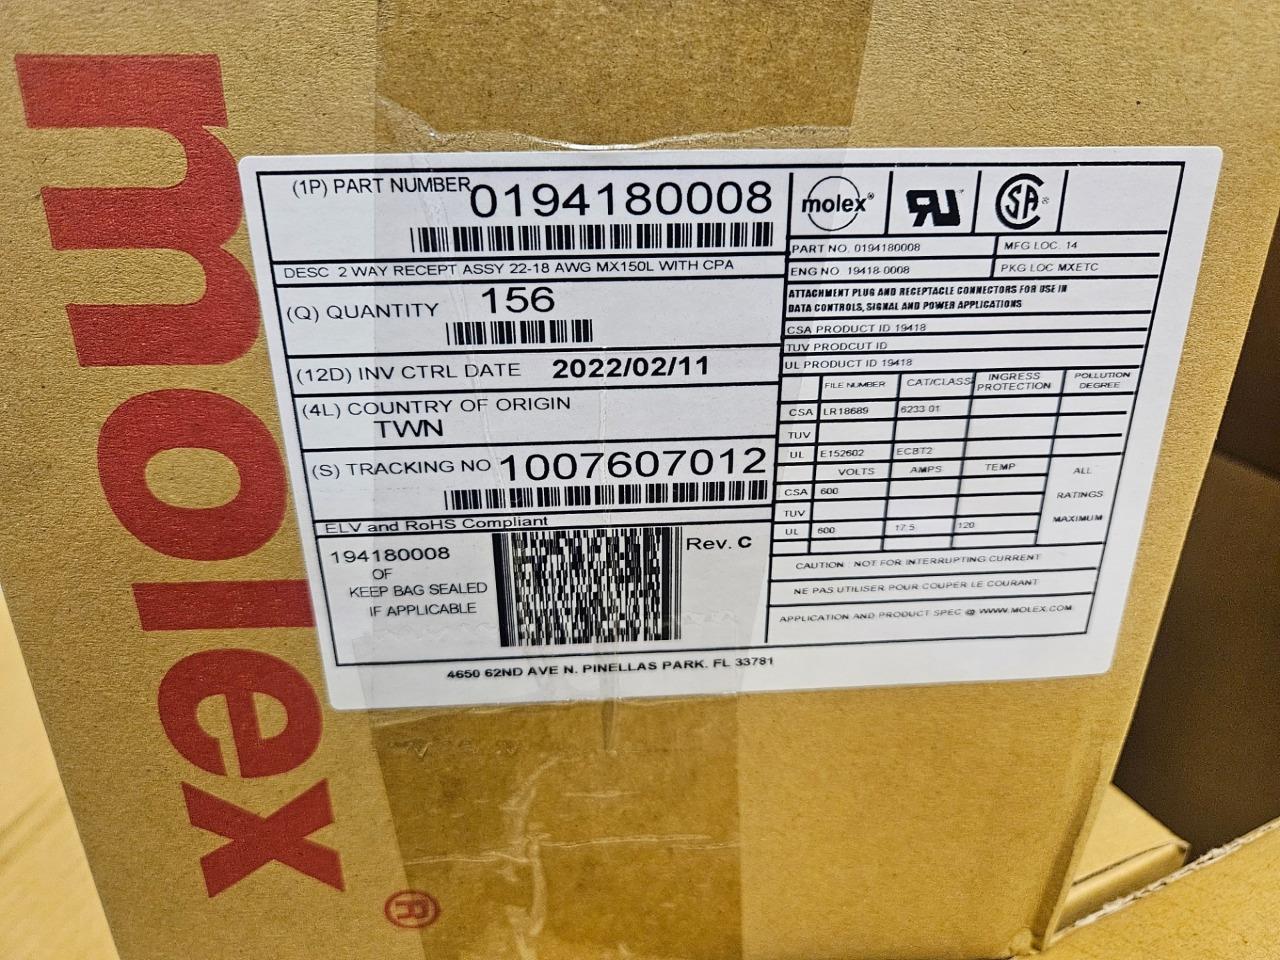 molex®
(1P) PART NUMBER 0194180008
DESC 2 WAY RECEPT ASSY 22-18 AWG MX150L WITH CPA
(Q) QUANTITY 156
(12D) INV CTRL DATE 2022/02/11
(4L) COUNTRY OF ORIGIN
TWN
(S) TRACKING NO 1007607012
ELV and RoHS Compliant
194180008
OF
KEEP BAG SEALED
IF APPLICABLE
Rev. C
molex®
RU
SA®
PART NO. 0194180008 MFG LOC. 14
ENG NO 19418-0008 PKG LOC MXETC
ATTACHMENT PLUG AND RECEPTACLE CONNECTORS FOR USE IN
DATA CONTROLS, SIGNAL AND POWER APPLICATIONS
CSA PRODUCT ID 19418
TUV PRODCUT ID
UL PRODUCT ID 19418
FILE NUMBER CAT/CLASS INGRESS PROTECTION POLLUTION DEGREE
CSA LR18689 6233 01
TUV
UL E152602 ECBT2
VOLTS AMPS TEMP ALL
CSA 600 RATINGS
TUV MAXIMUM
UL 600 17.5 120
CAUTION : NOT FOR INTERRUPTING CURRENT
NE PAS UTILISER POUR COUPER LE COURANT
APPLICATION AND PRODUCT SPEC @ WWW.MOLEX.COM
4650 62ND AVE N. PINELLAS PARK. FL 33781